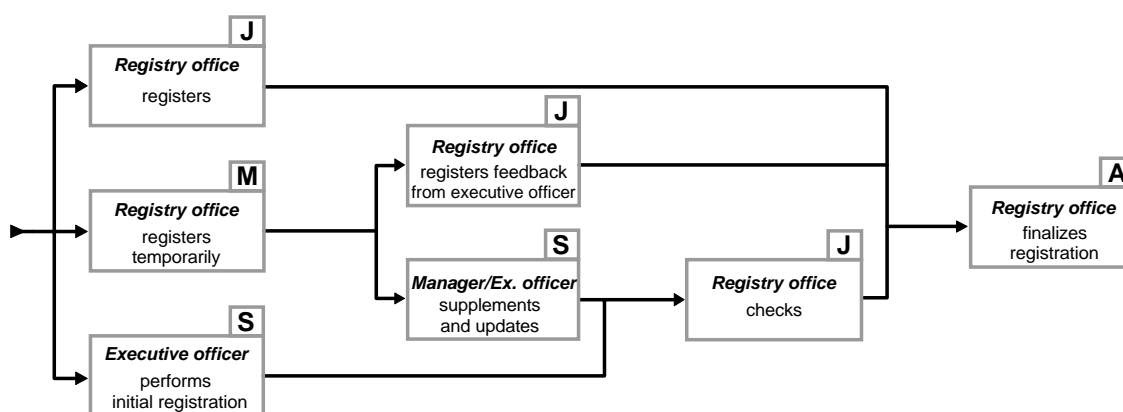 J
Registry office
registers
M
Registry office
registers
temporarily
S
Executive officer
performs
initial registration
J
Registry office
registers feedback
from executive officer
S
Manager/Ex. officer
supplements
and updates
J
Registry office
checks
A
Registry office
finalizes
registration